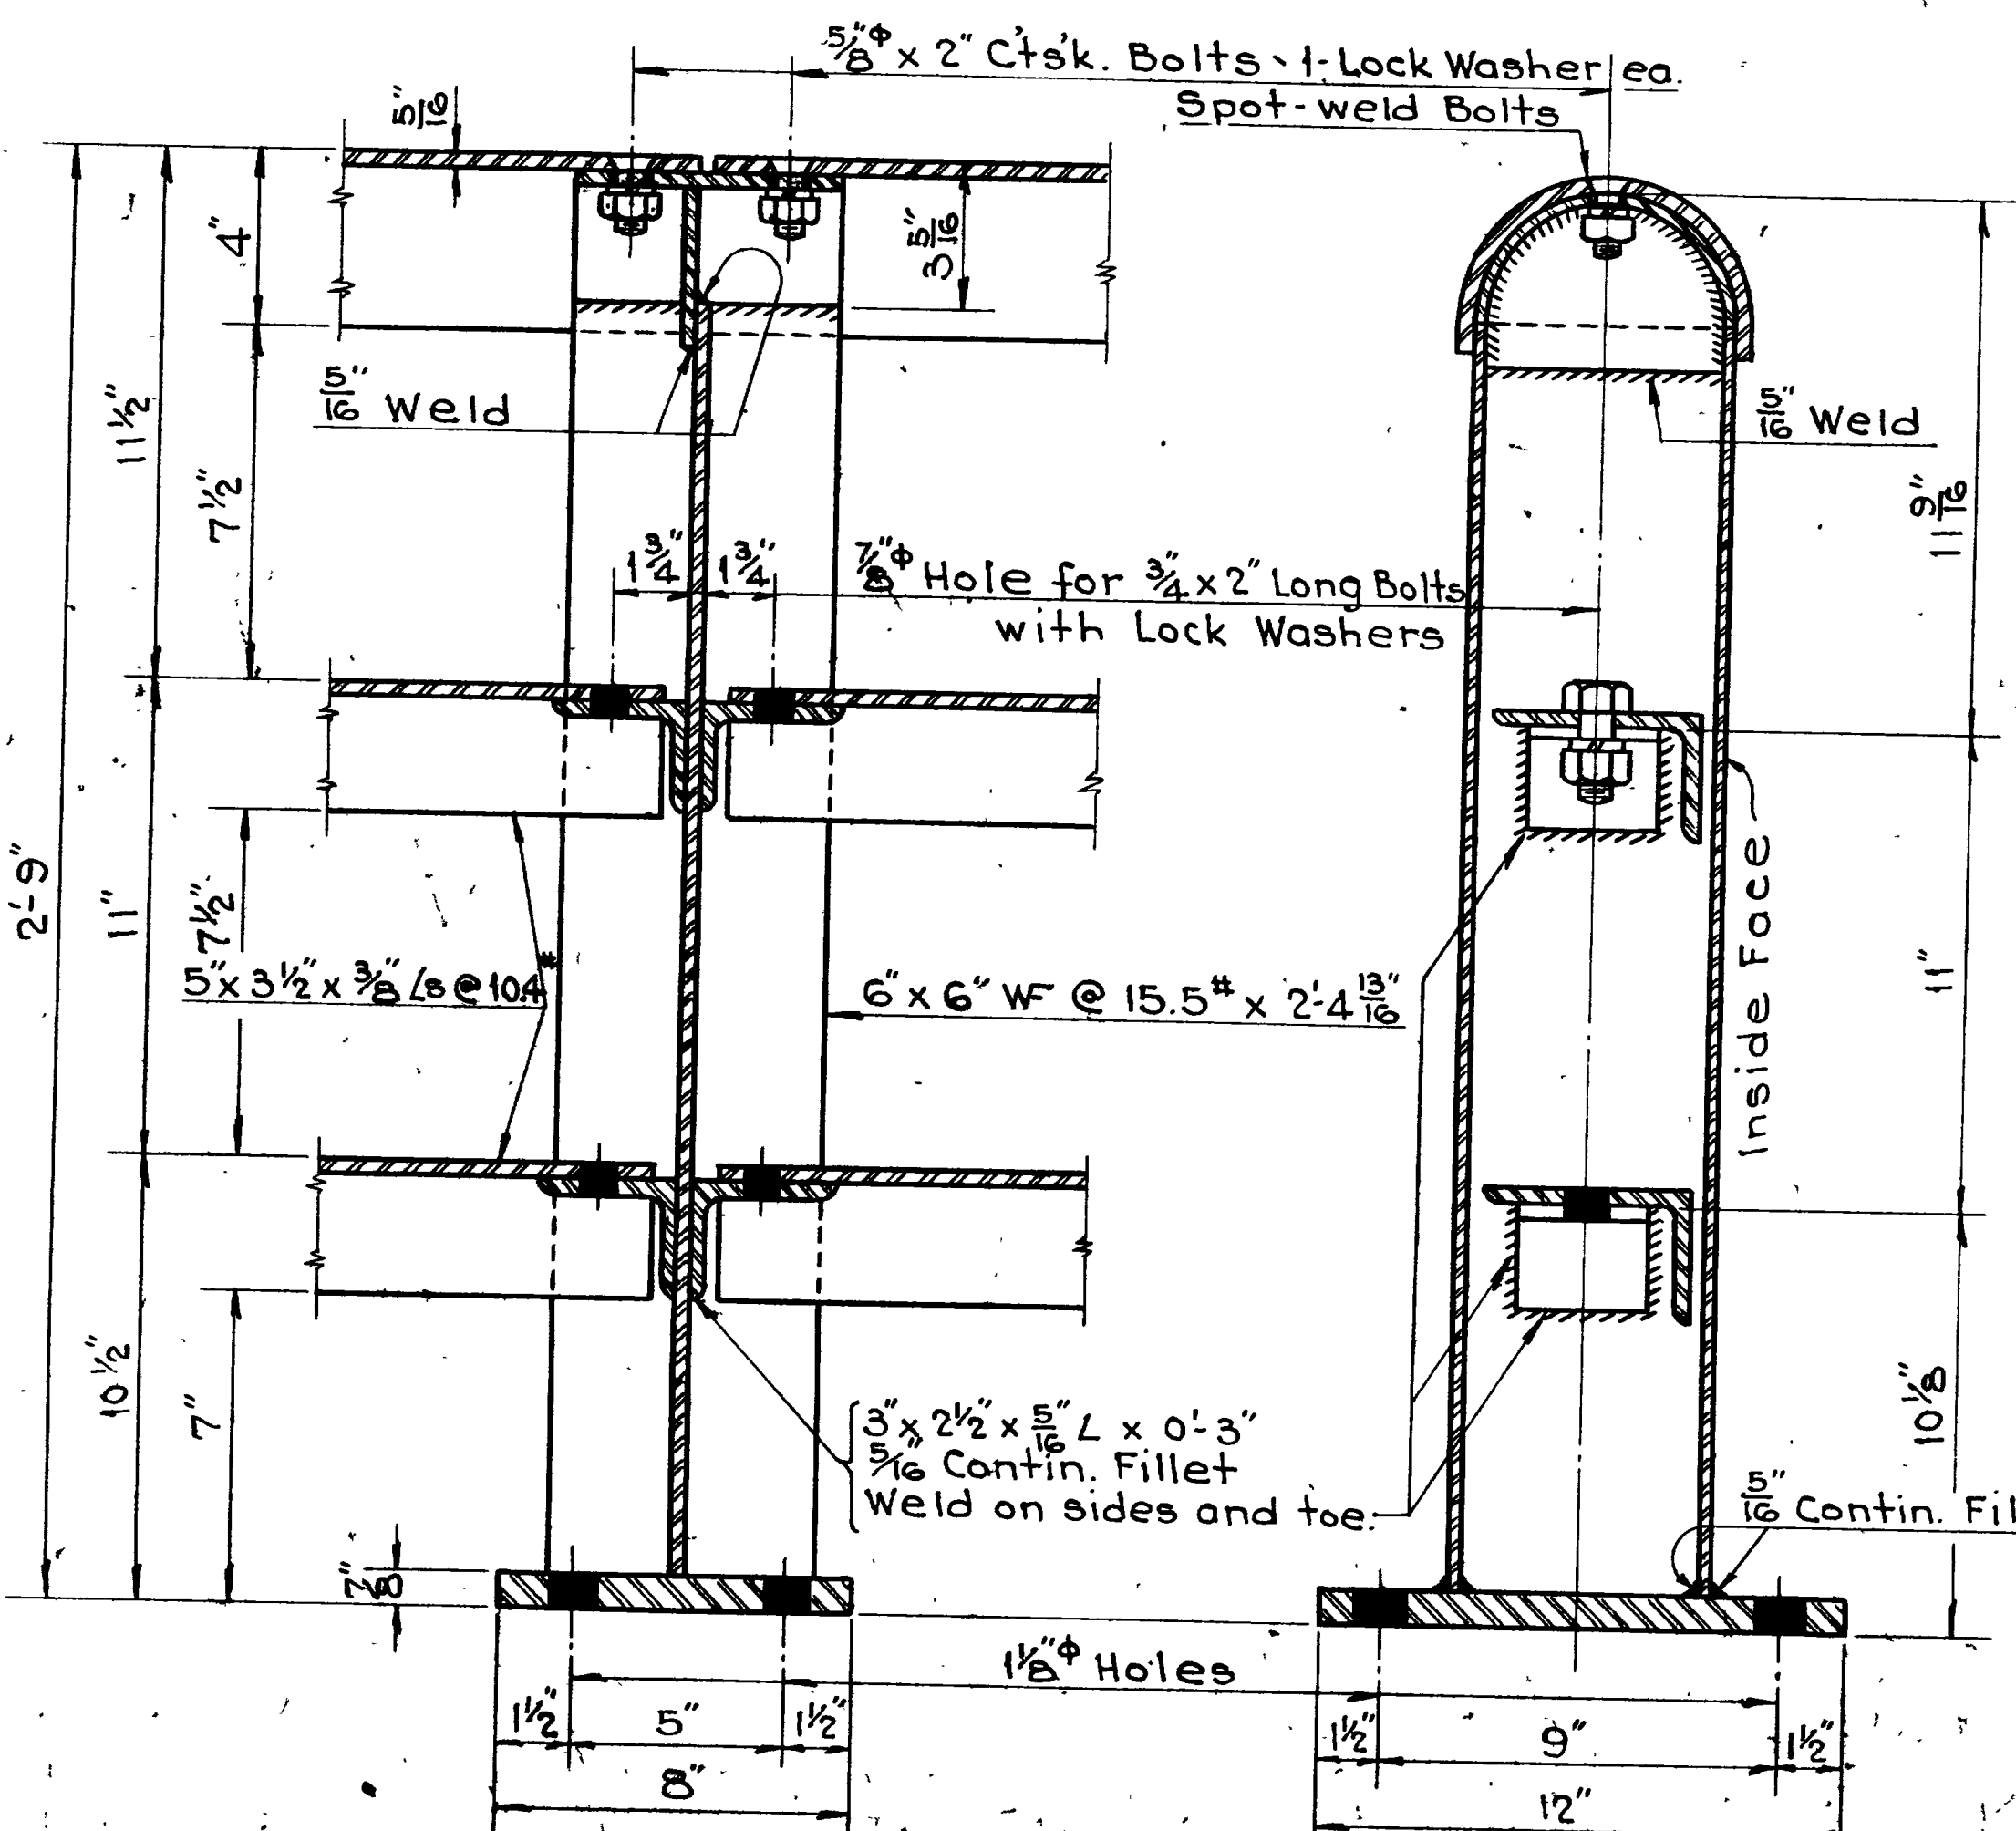 5/8"φ x 2" C't's'k. Bolts - 1-Lock Washer ea.
Spot-weld Bolts
5/16"
4"
3 5/16"
11 1/2"
7 1/2"
5/16" Weld
5/16" Weld
11 9/16"
1 3/4"
1 3/4"
7/8"φ Hole for 3/4 x 2" Long Bolts
with Lock Washers
2'-9"
11"
7 1/2"
5" x 3 1/2" x 3/8" Ls @ 10.4#
6" x 6" WF @ 15.5# x 2'-4 13/16"
Inside Face
11"
10 1/2"
7"
3" x 2 1/2" x 5/16" L x 0'-3"
5/16" Contin. Fillet
Weld on sides and toe.
10 1/8"
5/16" Contin. Fil
7/8"
1 1/8"φ Holes
1 1/2"
5"
1 1/2"
1 1/2"
9"
1 1/2"
8"
12"